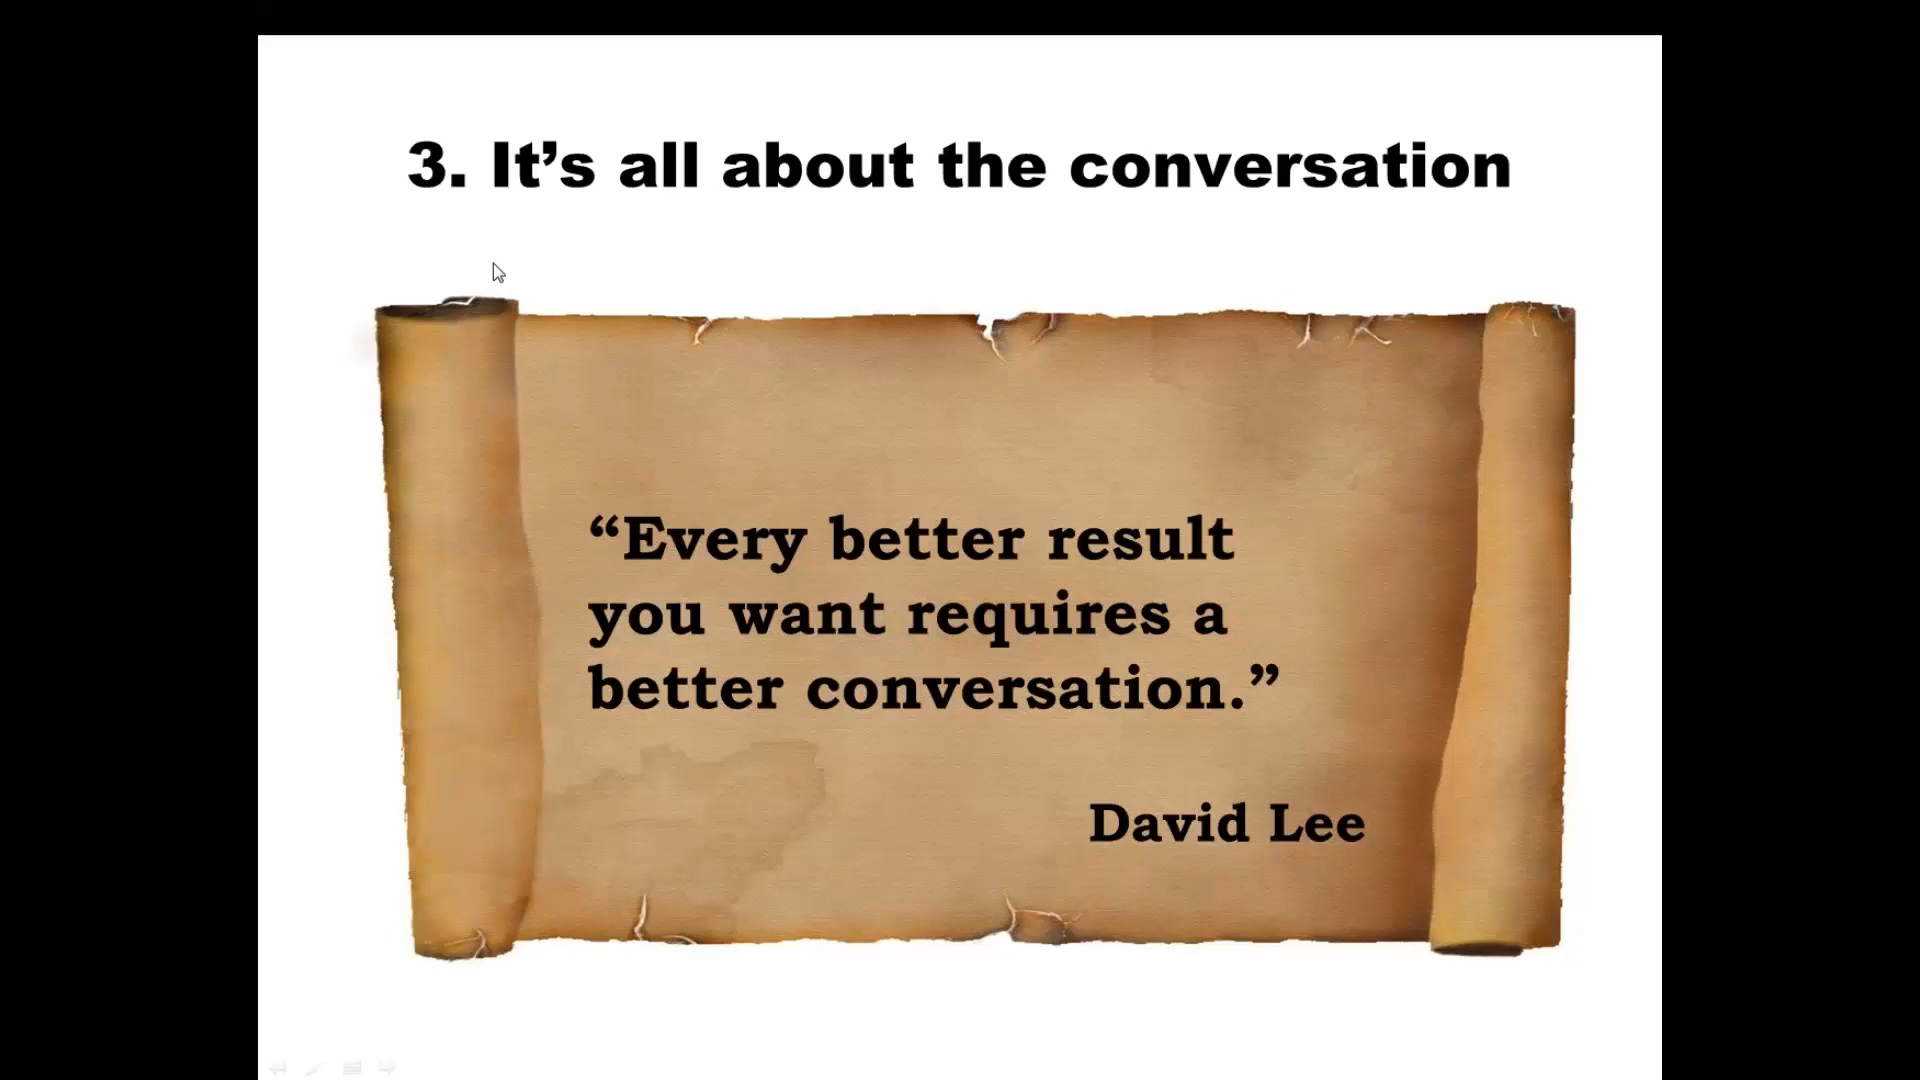 3. It’s all about the conversation
“Every better result
you want requires a
better conversation.”
David Lee